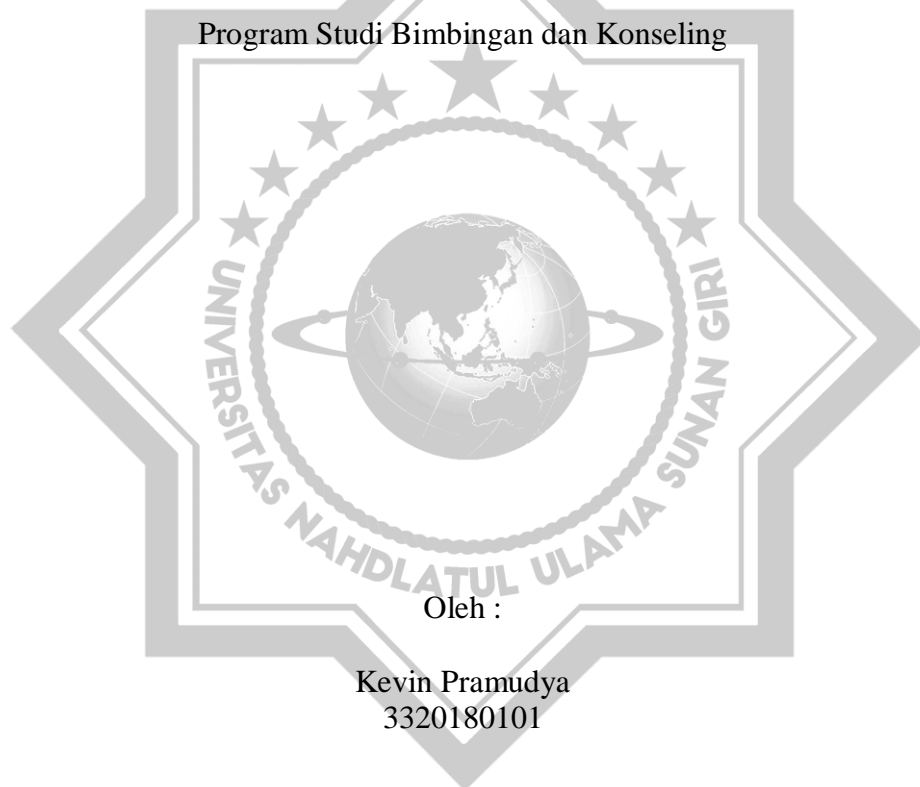 Program Studi Bimbingan dan Konseling
UNIVERSITAS NAHDLATUL ULAMA SUNAN GIRI
Oleh :
Kevin Pramudya
3320180101